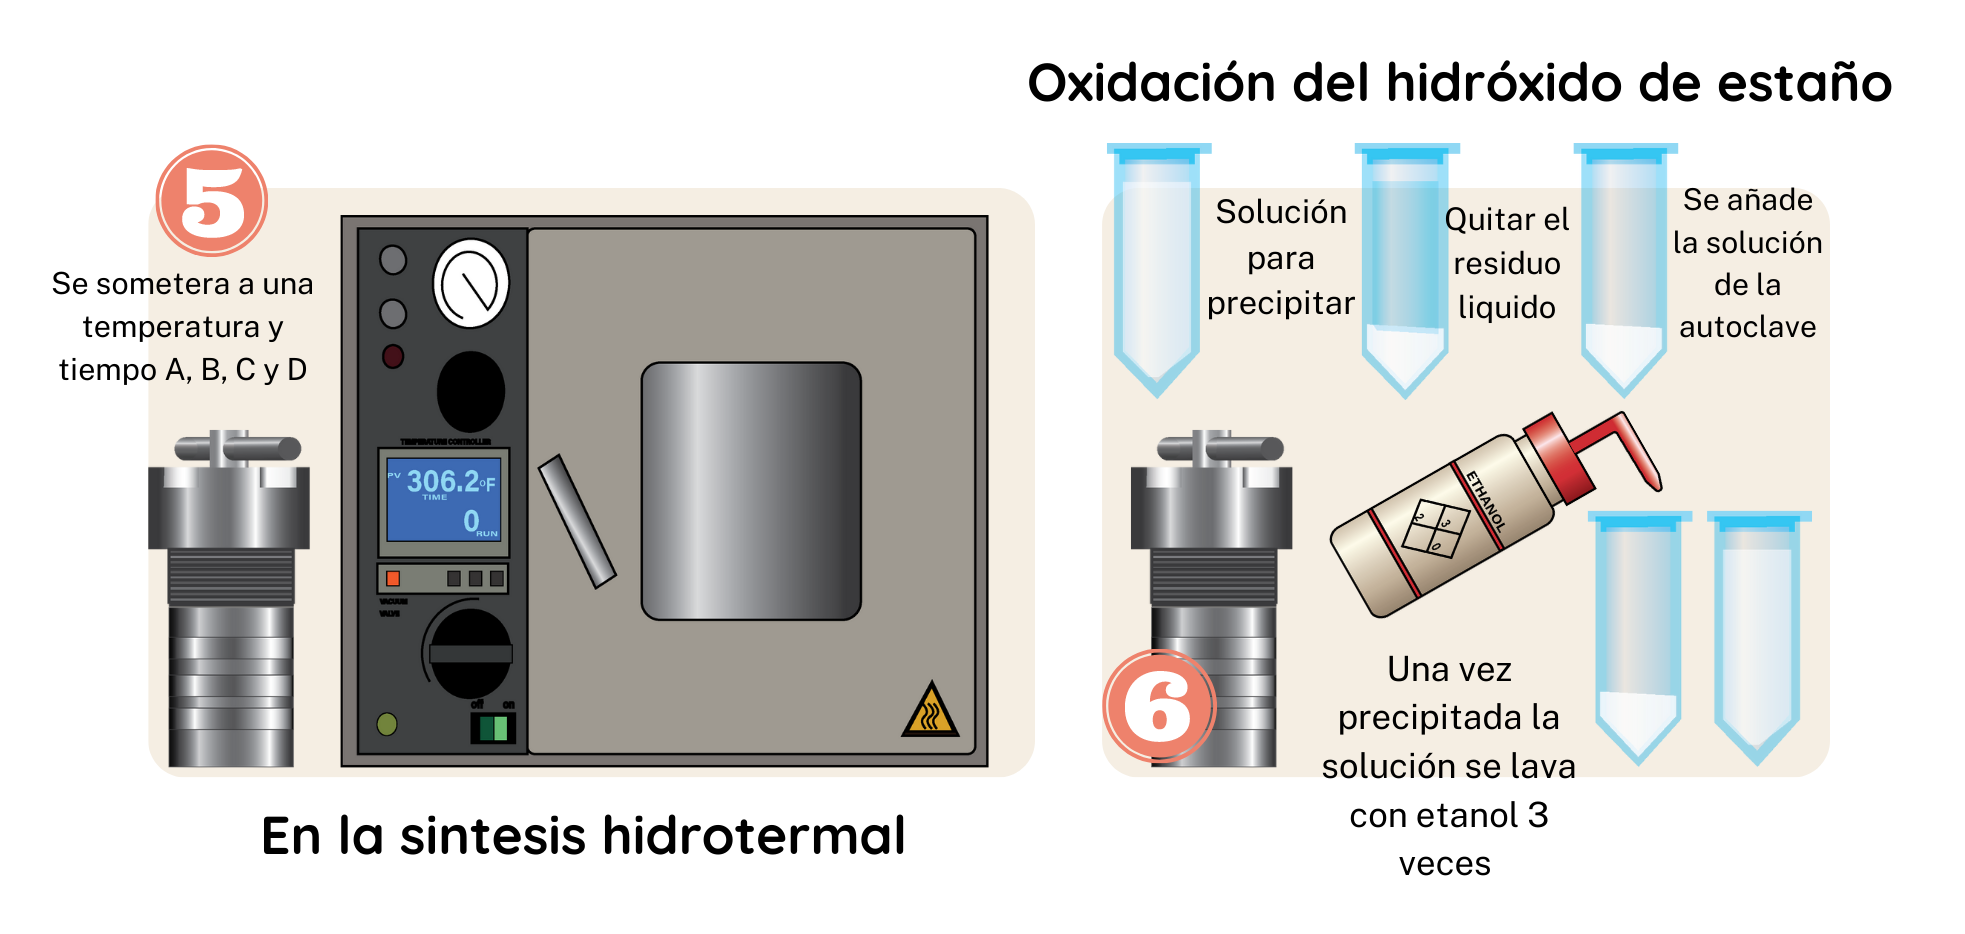 Oxidación del hidróxido de estaño
5
Se sometera a una
temperatura y
tiempo A, B, C y D
TEMPERATURE CONTROLLER
PV 306.2°F
TIME
0
RUN
VACUUM
VALVE
off on
En la sintesis hidrotermal
Solución
para
precipitar
Quitar el
residuo
liquido
Se añade
la solución
de la
autoclave
ETHANOL
2 3
0
6
Una vez
precipitada la
solución se lava
con etanol 3
veces